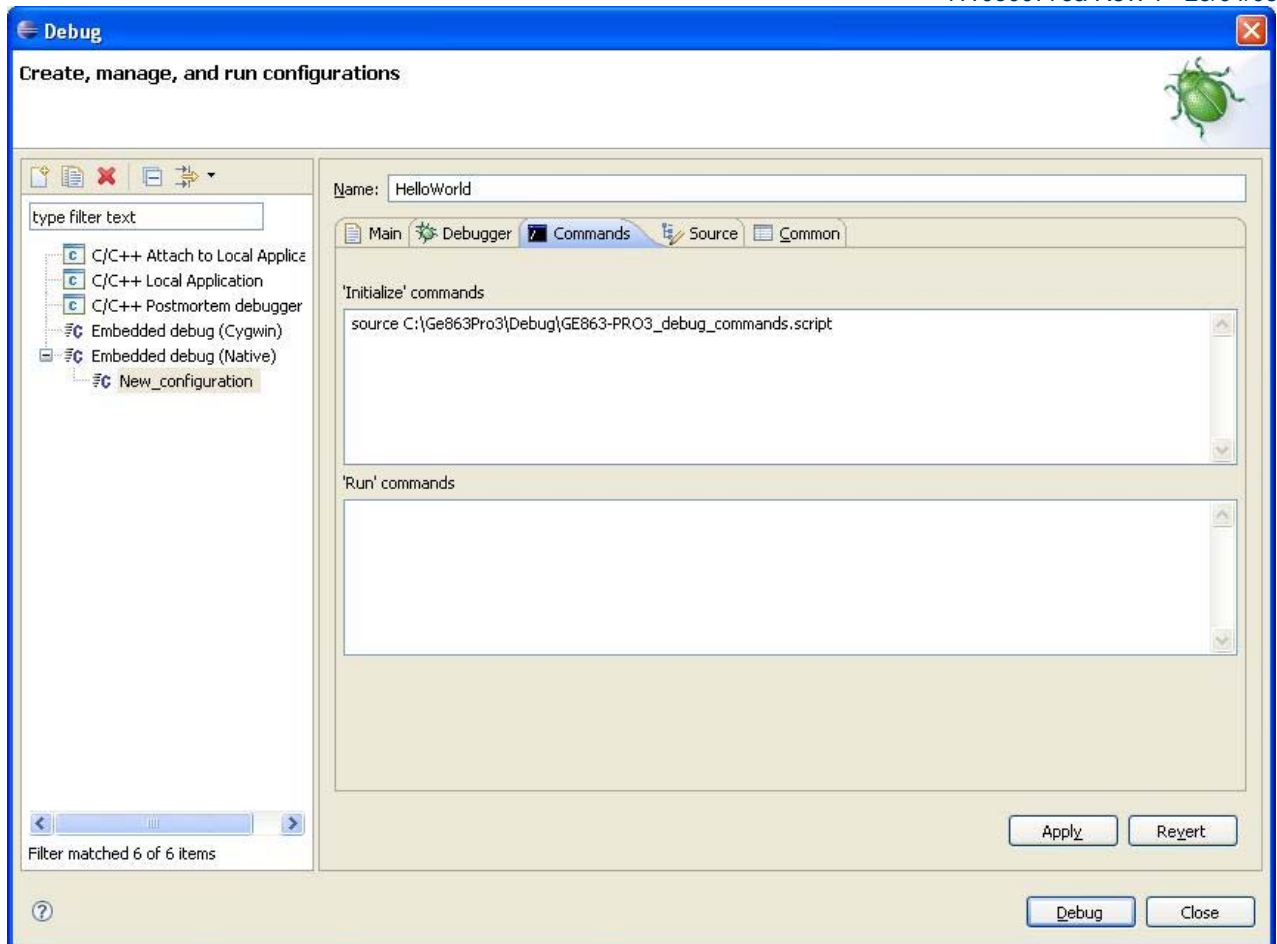 Debug
Create, manage, and run configurations
type filter text
C/C++ Attach to Local Applica
C/C++ Local Application
C/C++ Postmortem debugger
Embedded debug (Cygwin)
Embedded debug (Native)
New_configuration
Filter matched 6 of 6 items
Name: HelloWorld
Main Debugger Commands Source Common
'Initialize' commands
source C:\Ge863Pro3\Debug\GE863-PRO3_debug_commands.script
'Run' commands
Apply Revert
Debug Close